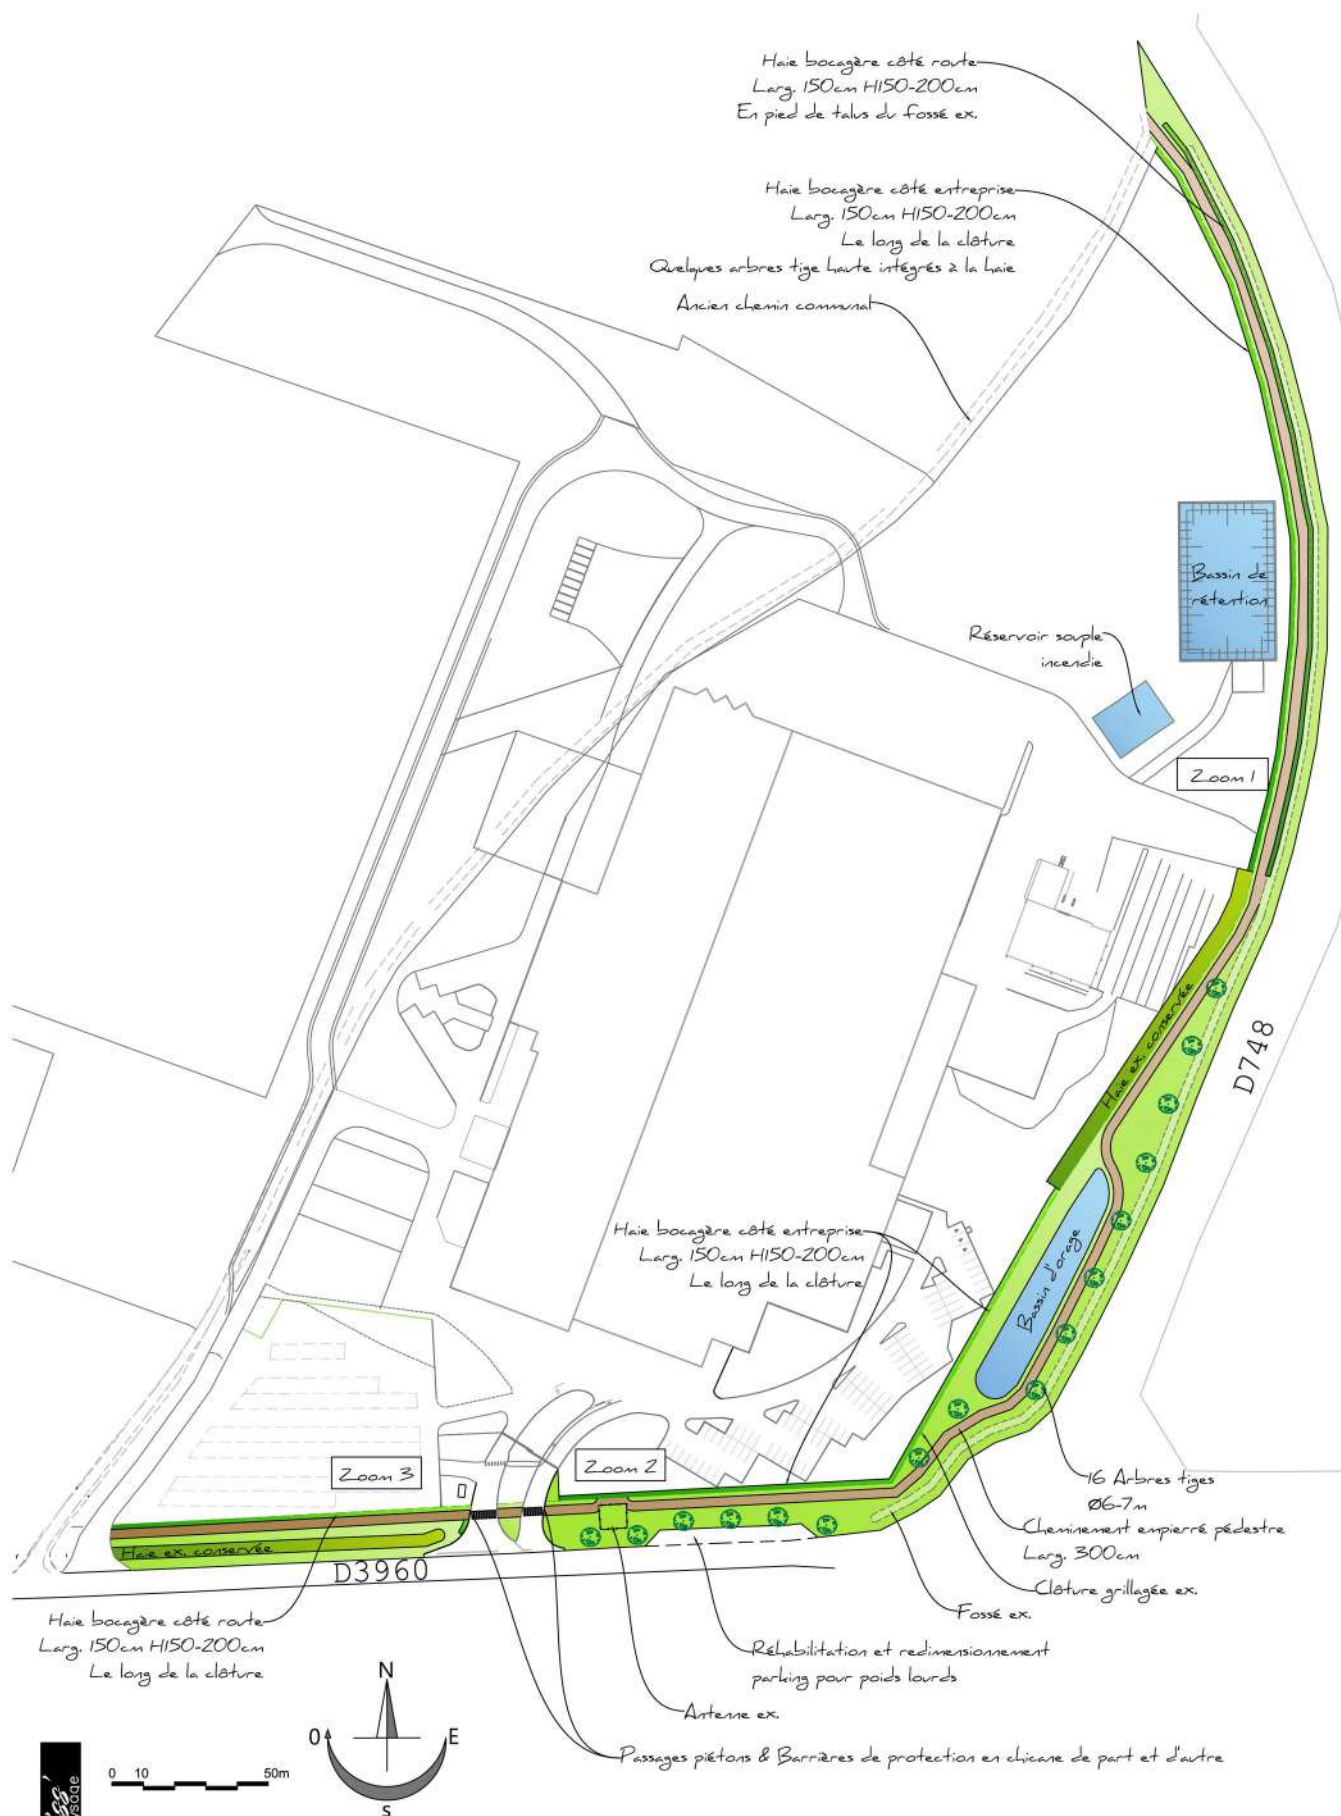 Haie bocagère côté route
Larg. 150cm H150-200cm
En pied de talus du fossé ex.
Haie bocagère côté entreprise
Larg. 150cm H150-200cm
Le long de la clôture
Quelques arbres tige haute intégrés à la haie
Ancien chemin communal
Bassin de
rétention
Réservoir souple
incendie
Zoom 1
Haie ex. conservée
D748
Haie bocagère côté entreprise
Larg. 150cm H150-200cm
Le long de la clôture
Bassin d'orage
Zoom 3
Zoom 2
16 Arbres tiges
Ø6-7m
Cheminement empierré pédestre
Larg. 300cm
Haie ex. conservée
D3960
Clôture grillagée ex.
Fossé ex.
Haie bocagère côté route
Larg. 150cm H150-200cm
Le long de la clôture
Réhabilitation et redimensionnement
parking pour poids lourds
Antenne ex.
Passages piétons & Barrières de protection en chicane de part et d'autre
N
O
E
S
0 10 50m